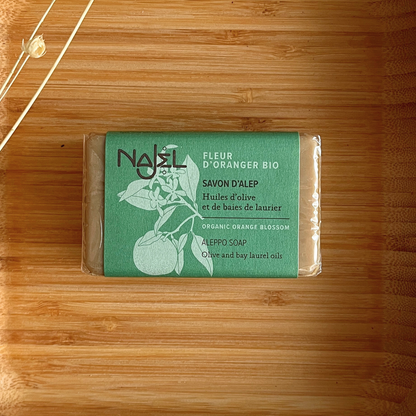 NAJEL
FLEUR
D'ORANGER BIO
SAVON D'ALEP
Huiles d'olive
et de baies de laurier
ORGANIC ORANGE BLOSSOM
ALEPPO SOAP
Olive and bay laurel oils